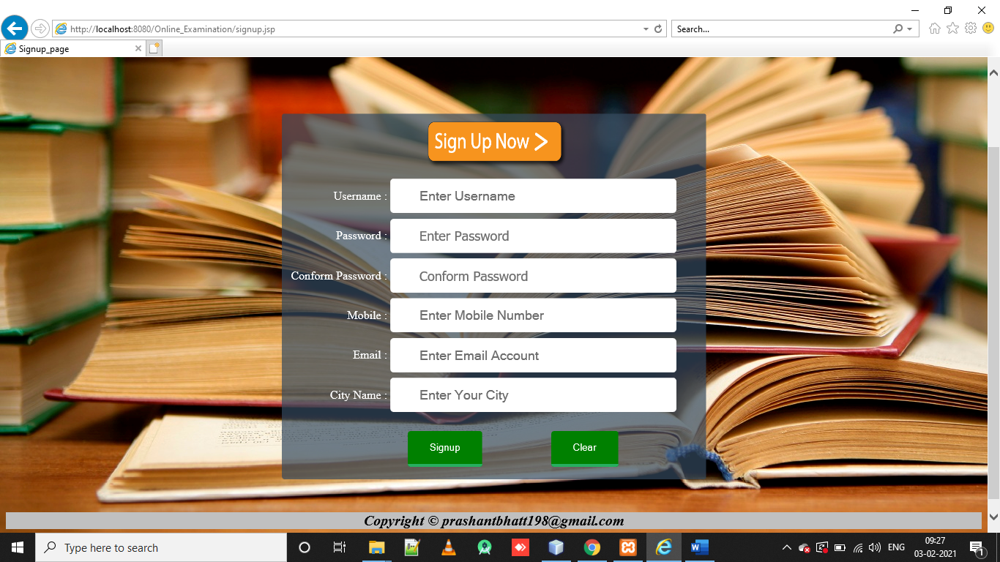 http://localhost:8080/Online_Examination/signup.jsp
Search...
Signup_page
Sign Up Now >
Username : Enter Username
Password : Enter Password
Conform Password : Conform Password
Mobile : Enter Mobile Number
Email : Enter Email Account
City Name : Enter Your City
Signup Clear
Copyright © prashantbhatt198@gmail.com
Type here to search
ENG
09:27
03-02-2021
1